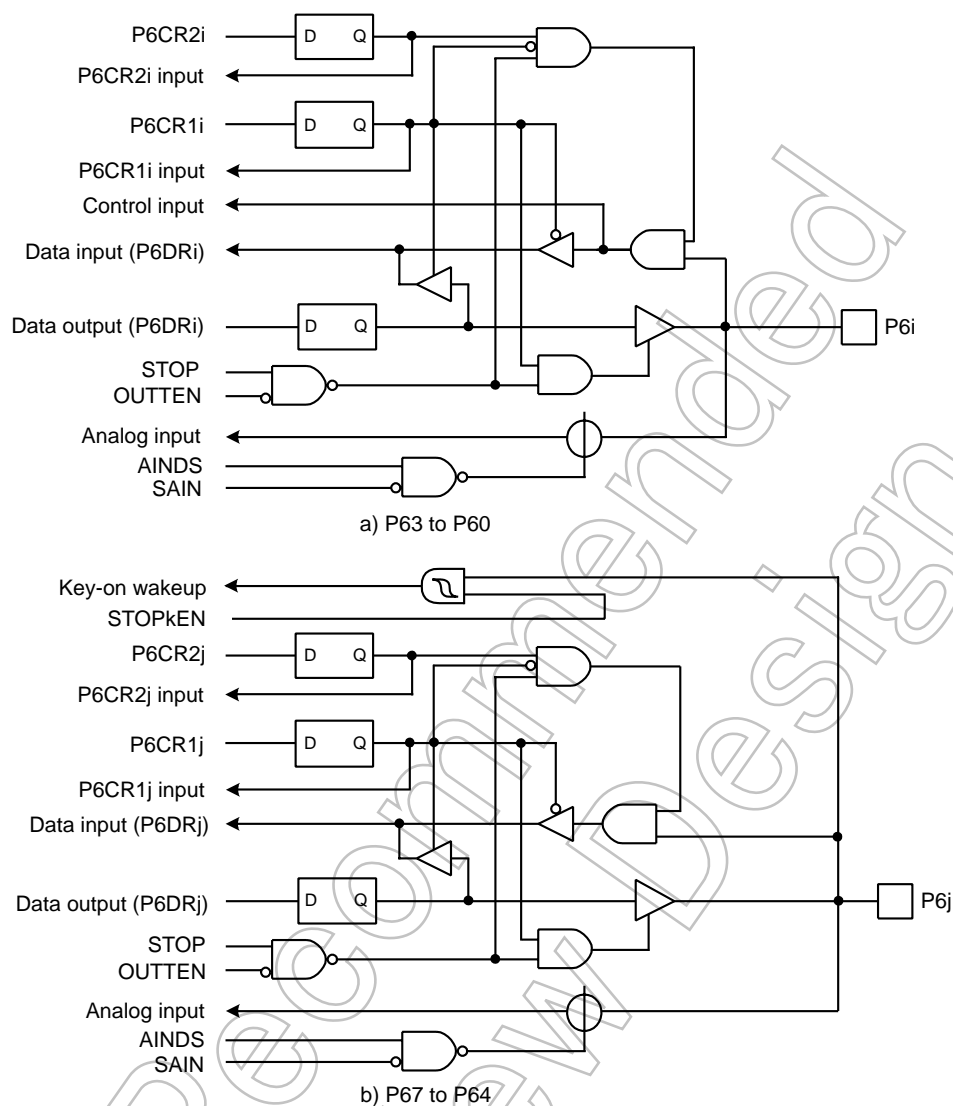 P6CR2i
D Q
P6CR2i input
P6CR1i
D Q
P6CR1i input
Control input
Data input (P6DRi)
Data output (P6DRi)
D Q
P6i
STOP
OUTTEN
Analog input
AINDS
SAIN
a) P63 to P60
Key-on wakeup
STOPkEN
P6CR2j
D Q
P6CR2j input
P6CR1j
D Q
P6CR1j input
Data input (P6DRj)
Data output (P6DRj)
D Q
P6j
STOP
OUTTEN
Analog input
AINDS
SAIN
b) P67 to P64
Recommended
New Design